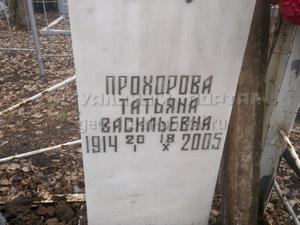 ПРОХОРОВА
ТАТЬЯНА
ВАСИЛЬЕВНА
1914 20/I 18/X 2005